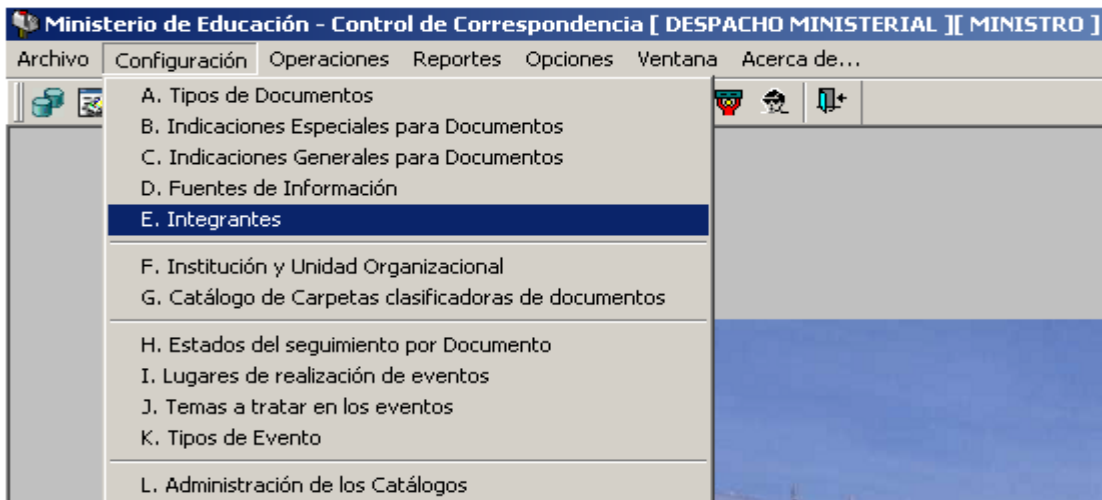 Ministerio de Educación - Control de Correspondencia [ DESPACHO MINISTERIAL ][ MINISTRO ]
Archivo Configuración Operaciones Reportes Opciones Ventana Acerca de...
A. Tipos de Documentos
B. Indicaciones Especiales para Documentos
C. Indicaciones Generales para Documentos
D. Fuentes de Información
E. Integrantes
F. Institución y Unidad Organizacional
G. Catálogo de Carpetas clasificadoras de documentos
H. Estados del seguimiento por Documento
I. Lugares de realización de eventos
J. Temas a tratar en los eventos
K. Tipos de Evento
L. Administración de los Catálogos